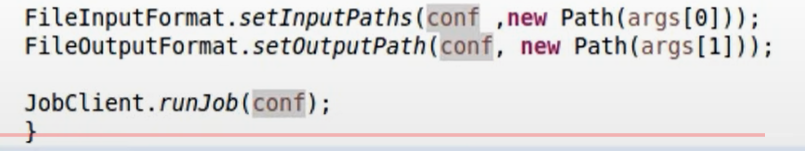 FileInputFormat.setInputPaths(conf ,new Path(args[0]));
FileOutputFormat.setOutputPath(conf, new Path(args[1]));
JobClient.runJob(conf);
}